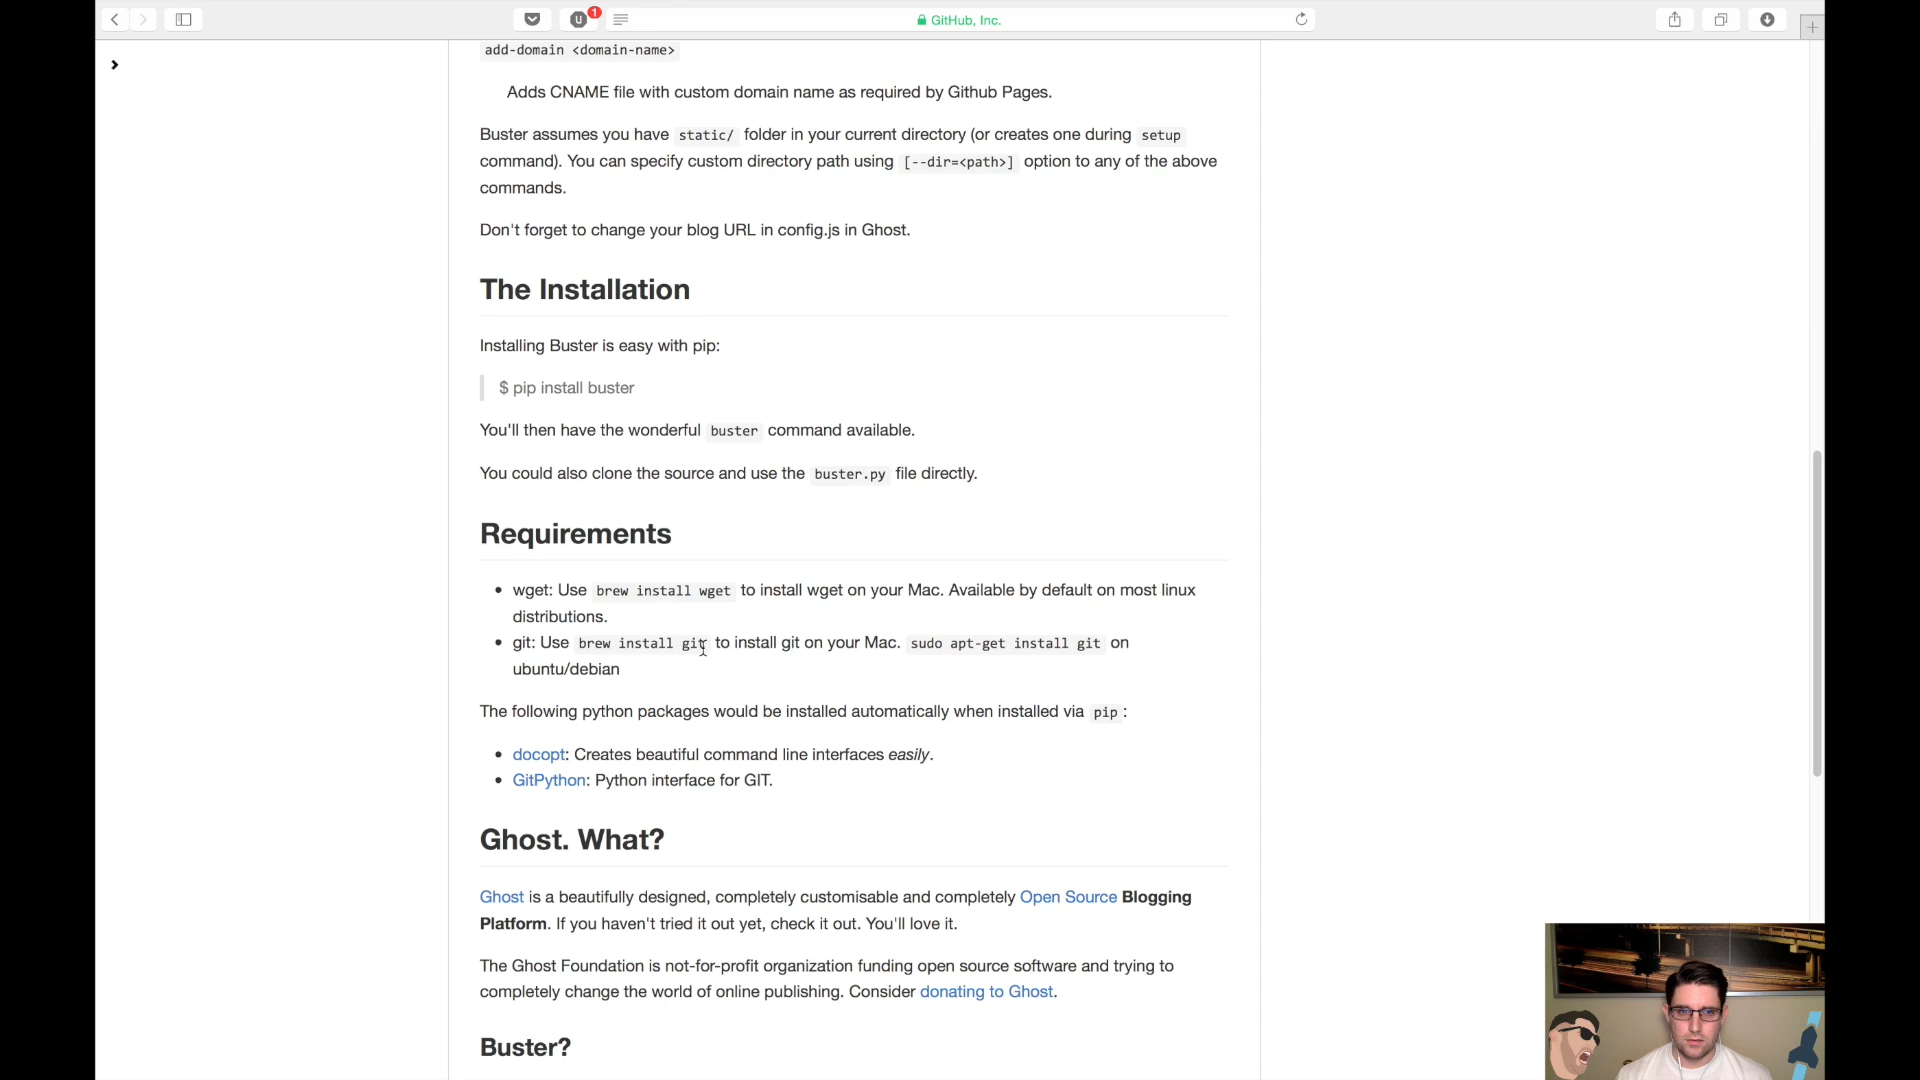 1
GitHub, Inc.
add-domain <domain-name>
Adds CNAME file with custom domain name as required by Github Pages.
Buster assumes you have static/ folder in your current directory (or creates one during setup
command). You can specify custom directory path using [--dir=<path>] option to any of the above
commands.
Don't forget to change your blog URL in config.js in Ghost.
The Installation
Installing Buster is easy with pip:
$ pip install buster
You'll then have the wonderful buster command available.
You could also clone the source and use the buster.py file directly.
Requirements
• wget: Use brew install wget to install wget on your Mac. Available by default on most linux
distributions.
• git: Use brew install git to install git on your Mac. sudo apt-get install git on
ubuntu/debian
The following python packages would be installed automatically when installed via pip:
• docopt: Creates beautiful command line interfaces easily.
• GitPython: Python interface for GIT.
Ghost. What?
Ghost is a beautifully designed, completely customisable and completely Open Source Blogging
Platform. If you haven't tried it out yet, check it out. You'll love it.
The Ghost Foundation is not-for-profit organization funding open source software and trying to
completely change the world of online publishing. Consider donating to Ghost.
Buster?